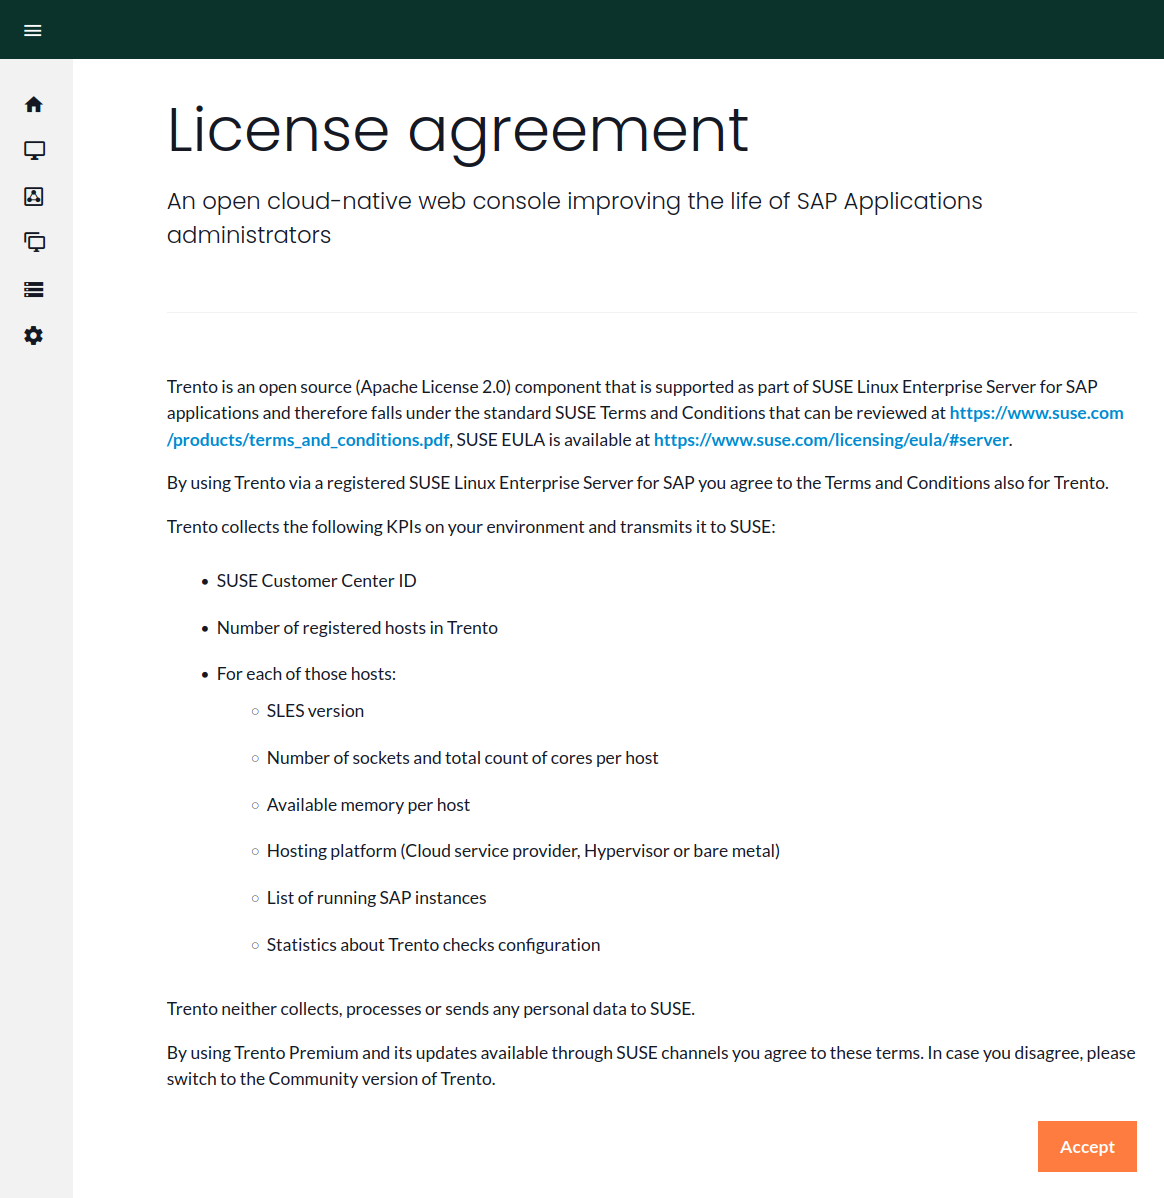 License agreement
An open cloud-native web console improving the life of SAP Applications
administrators
Trento is an open source (Apache License 2.0) component that is supported as part of SUSE Linux Enterprise Server for SAP
applications and therefore falls under the standard SUSE Terms and Conditions that can be reviewed at https://www.suse.com
/products/terms_and_conditions.pdf, SUSE EULA is available at https://www.suse.com/licensing/eula/#server.
By using Trento via a registered SUSE Linux Enterprise Server for SAP you agree to the Terms and Conditions also for Trento.
Trento collects the following KPIs on your environment and transmits it to SUSE:
• SUSE Customer Center ID
• Number of registered hosts in Trento
• For each of those hosts:
○ SLES version
○ Number of sockets and total count of cores per host
○ Available memory per host
○ Hosting platform (Cloud service provider, Hypervisor or bare metal)
○ List of running SAP instances
○ Statistics about Trento checks configuration
Trento neither collects, processes or sends any personal data to SUSE.
By using Trento Premium and its updates available through SUSE channels you agree to these terms. In case you disagree, please
switch to the Community version of Trento.
Accept